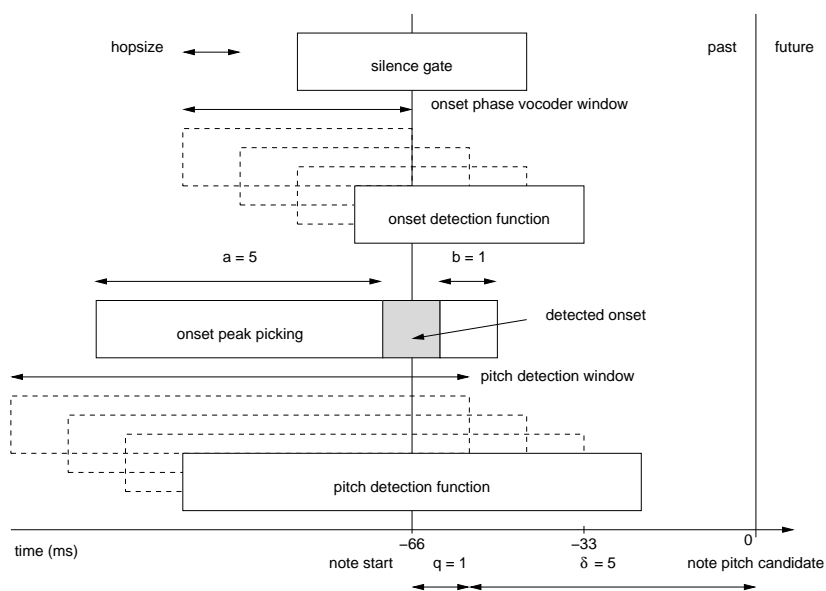 hopsize
past
future
silence gate
onset phase vocoder window
onset detection function
a = 5
b = 1
onset peak picking
detected onset
pitch detection window
pitch detection function
time (ms)
−66
−33
0
note start
q = 1
δ = 5
note pitch candidate